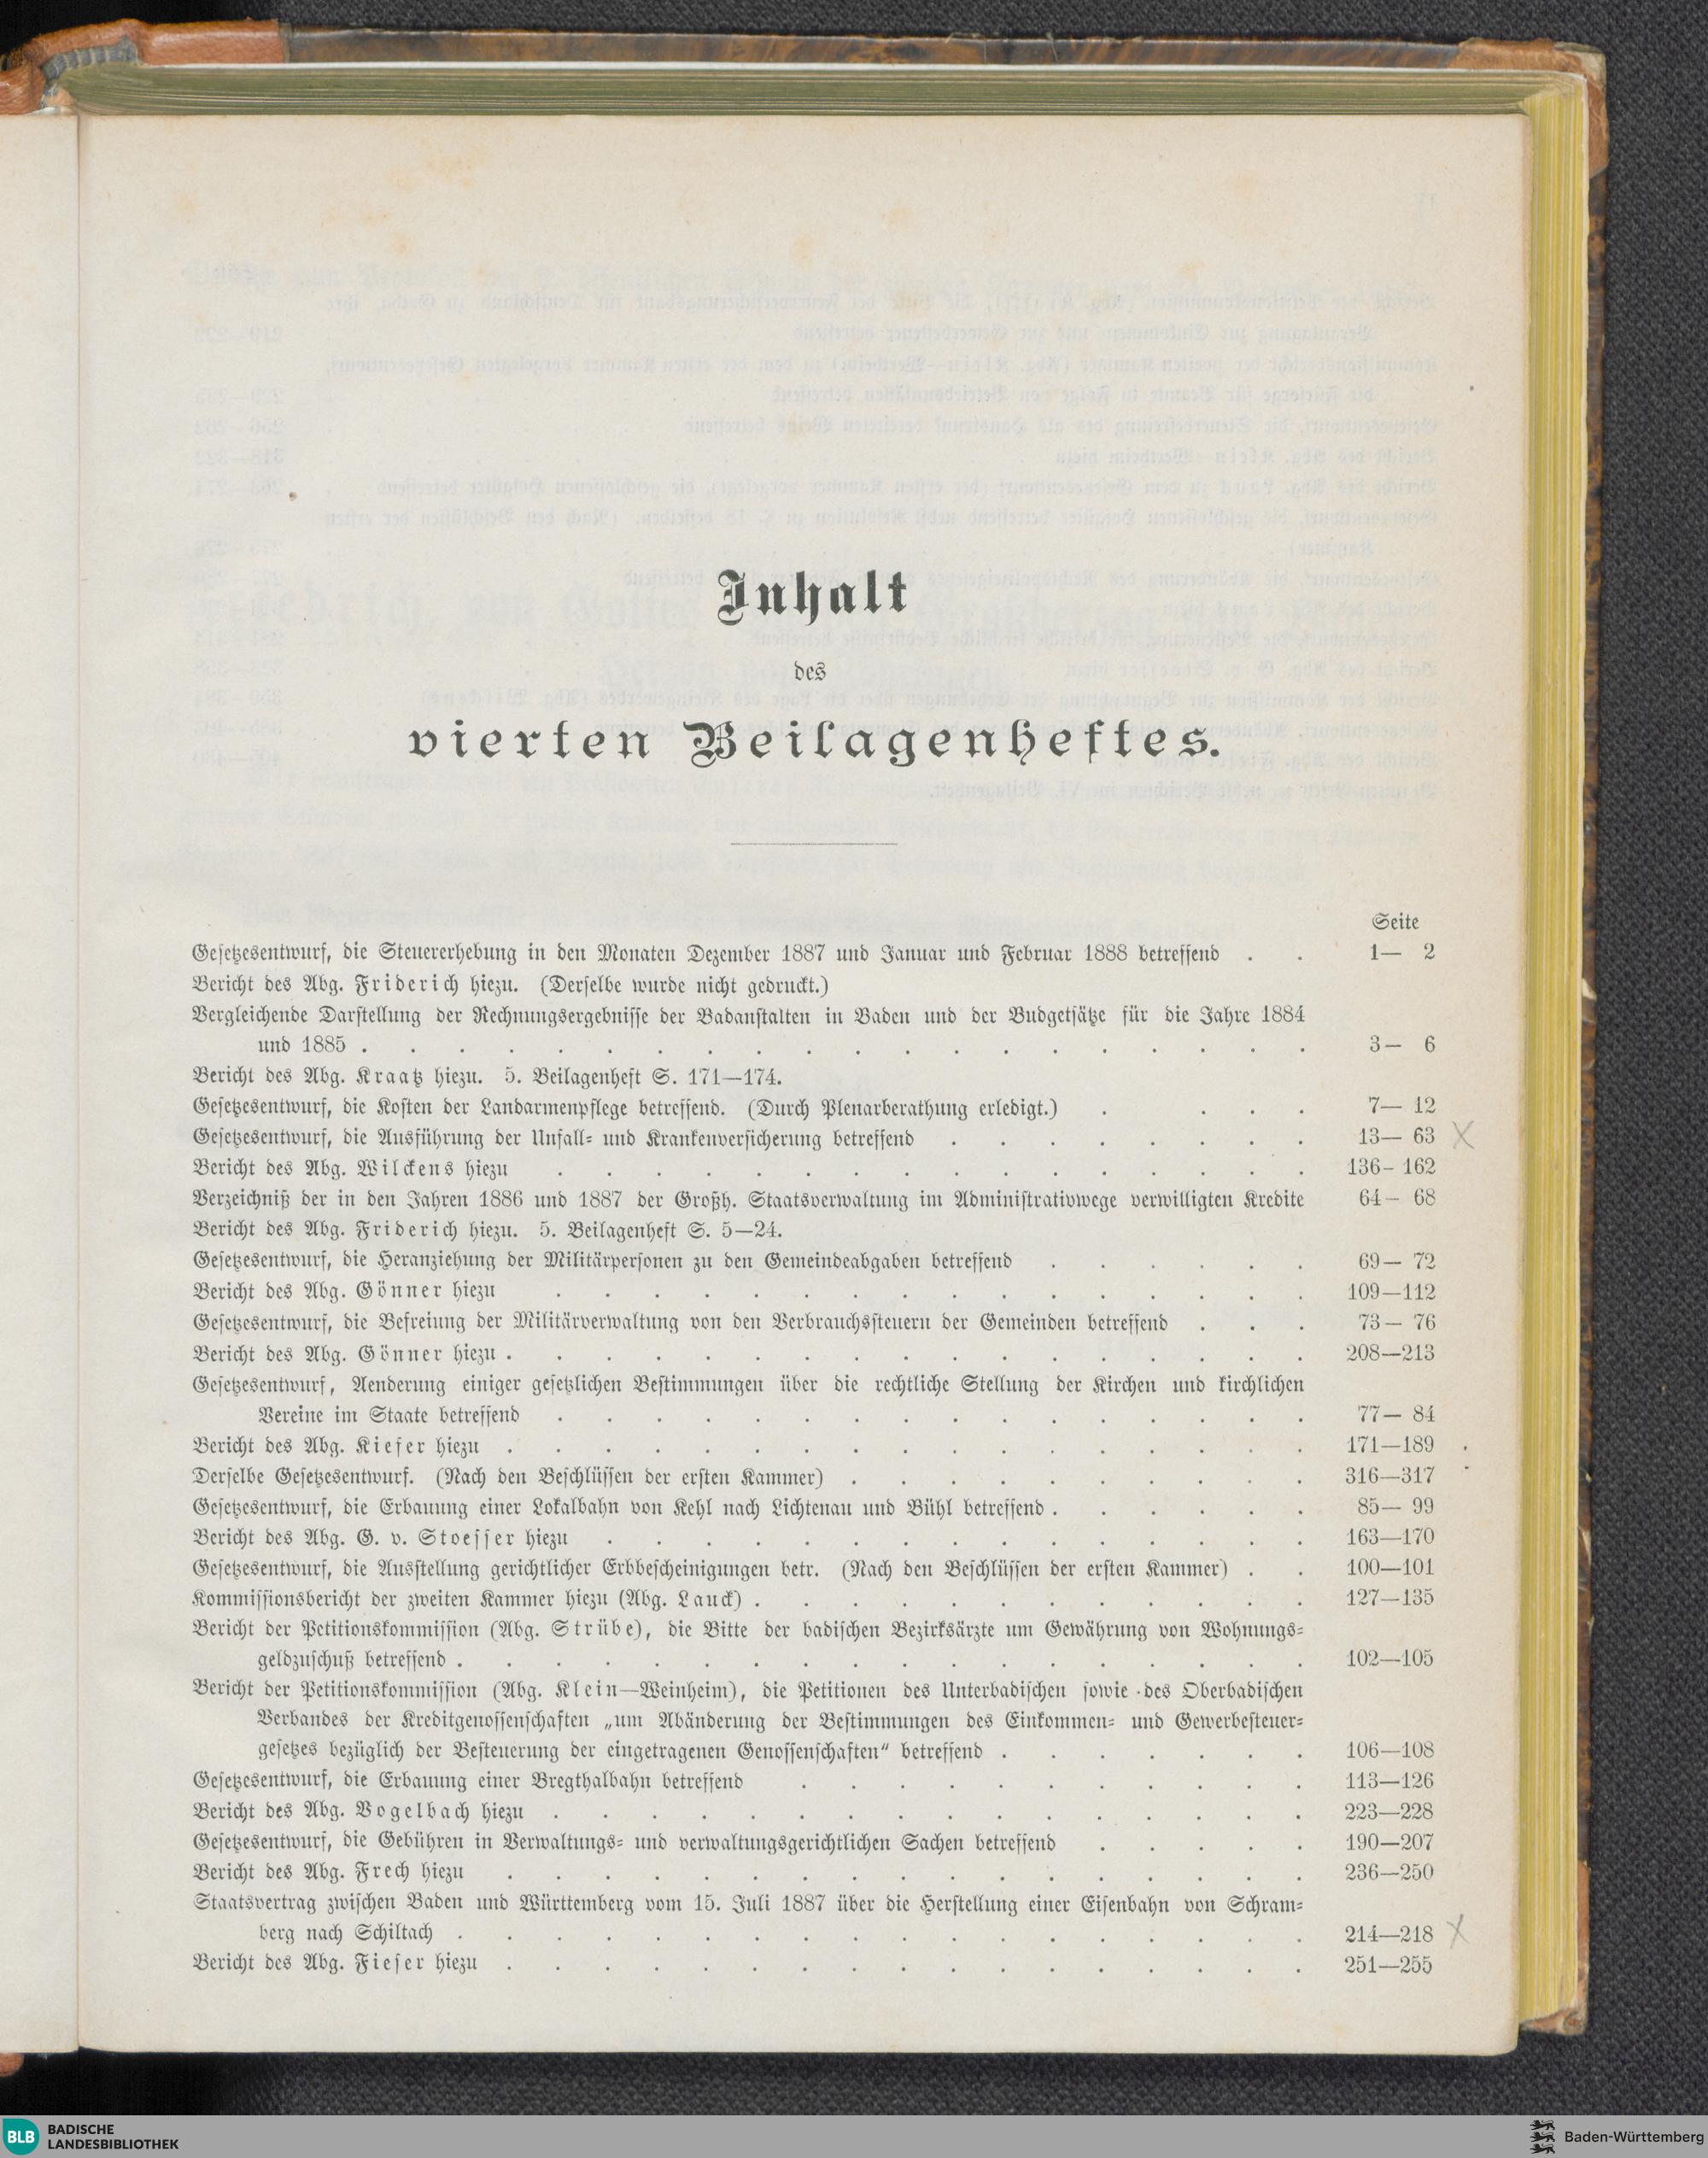 Inhalt
des
vierten Beilagenheftes.
Seite
Gesetzesentwurf, die Steuererhebung in den Monaten Dezember 1887 und Januar und Februar 1888 betreffend . . 1— 2
Bericht des Abg. Friderich hiezu. (Derselbe wurde nicht gedruckt.)
Vergleichende Darstellung der Rechnungsergebnisse der Badanstalten in Baden und der Budgetsätze für die Jahre 1884
und 1885 . . . . . . . . . . . . . . . . . . . . 3— 6
Bericht des Abg. Kraatz hiezu. 5. Beilagenheft S. 171—174.
Gesetzesentwurf, die Kosten der Landarmenpflege betreffend. (Durch Plenarberathung erledigt.) . . . . 7— 12
Gesetzesentwurf, die Ausführung der Unfall- und Krankenversicherung betreffend . . . . . . . . 13— 63
Bericht des Abg. Wilckens hiezu . . . . . . . . . . . . . . . . 136–162
Verzeichniß der in den Jahren 1886 und 1887 der Großh. Staatsverwaltung im Administrativwege verwilligten Kredite 64— 68
Bericht des Abg. Friderich hiezu. 5. Beilagenheft S. 5—24.
Gesetzesentwurf, die Heranziehung der Militärpersonen zu den Gemeindeabgaben betreffend . . . . . . 69— 72
Bericht des Abg. Gönner hiezu . . . . . . . . . . . . . . . . 109—112
Gesetzesentwurf, die Befreiung der Militärverwaltung von den Verbrauchssteuern der Gemeinden betreffend . . . 73— 76
Bericht des Abg. Gönner hiezu . . . . . . . . . . . . . . . . . 208—213
Gesetzesentwurf, Aenderung einiger gesetzlichen Bestimmungen über die rechtliche Stellung der Kirchen und kirchlichen
Vereine im Staate betreffend . . . . . . . . . . . . . . . . 77— 84
Bericht des Abg. Kiefer hiezu . . . . . . . . . . . . . . . . . 171—189
Derselbe Gesetzesentwurf. (Nach den Beschlüssen der ersten Kammer) . . . . . . . . . . 316—317
Gesetzesentwurf, die Erbauung einer Lokalbahn von Kehl nach Lichtenau und Bühl betreffend . . . . . . 85— 99
Bericht des Abg. G. v. Stoesser hiezu . . . . . . . . . . . . . . . 163—170
Gesetzesentwurf, die Ausstellung gerichtlicher Erbbescheinigungen betr. (Nach den Beschlüssen der ersten Kammer) . . 100—101
Kommissionsbericht der zweiten Kammer hiezu (Abg. Lauck) . . . . . . . . . . . . 127—135
Bericht der Petitionskommission (Abg. Strübe), die Bitte der badischen Bezirksärzte um Gewährung von Wohnungs-
geldzuschuß betreffend . . . . . . . . . . . . . . . . . . 102—105
Bericht der Petitionskommission (Abg. Klein—Weinheim), die Petitionen des Unterbadischen sowie des Oberbadischen
Verbandes der Kreditgenossenschaften „um Abänderung der Bestimmungen des Einkommen- und Gewerbesteuer-
gesetzes bezüglich der Besteuerung der eingetragenen Genossenschaften“ betreffend . . . . . . . 106—108
Gesetzesentwurf, die Erbauung einer Bregthalbahn betreffend . . . . . . . . . . . 113—126
Bericht des Abg. Vogelbach hiezu . . . . . . . . . . . . . . . . 223—228
Gesetzesentwurf, die Gebühren in Verwaltungs- und verwaltungsgerichtlichen Sachen betreffend . . . . . 190—207
Bericht des Abg. Frech hiezu . . . . . . . . . . . . . . . . . 236—250
Staatsvertrag zwischen Baden und Württemberg vom 15. Juli 1887 über die Herstellung einer Eisenbahn von Schram-
berg nach Schiltach . . . . . . . . . . . . . . . . . . 214—218
Bericht des Abg. Fieser hiezu . . . . . . . . . . . . . . . . . 251—255
BLB BADISCHE
LANDESBIBLIOTHEK
Baden-Württemberg